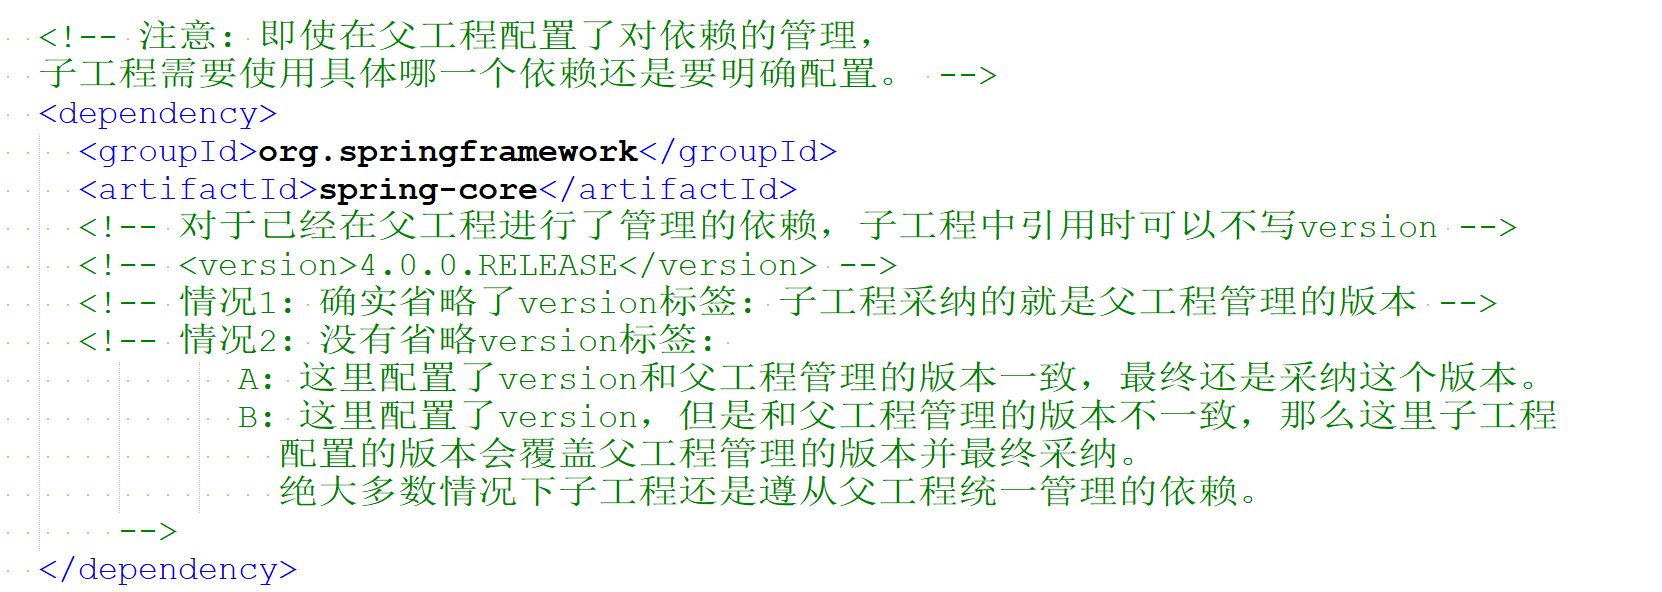 <!-- 注意：即使在父工程配置了对依赖的管理，
子工程需要使用具体哪一个依赖还是要明确配置。 -->
<dependency>
<groupId>org.springframework</groupId>
<artifactId>spring-core</artifactId>
<!-- 对于已经在父工程进行了管理的依赖，子工程中引用时可以不写version -->
<!-- <version>4.0.0.RELEASE</version> -->
<!-- 情况1：确实省略了version标签：子工程采纳的就是父工程管理的版本 -->
<!-- 情况2：没有省略version标签：
A：这里配置了version和父工程管理的版本一致，最终还是采纳这个版本。
B：这里配置了version，但是和父工程管理的版本不一致，那么这里子工程
配置的版本会覆盖父工程管理的版本并最终采纳。
绝大多数情况下子工程还是遵从父工程统一管理的依赖。
-->
</dependency>